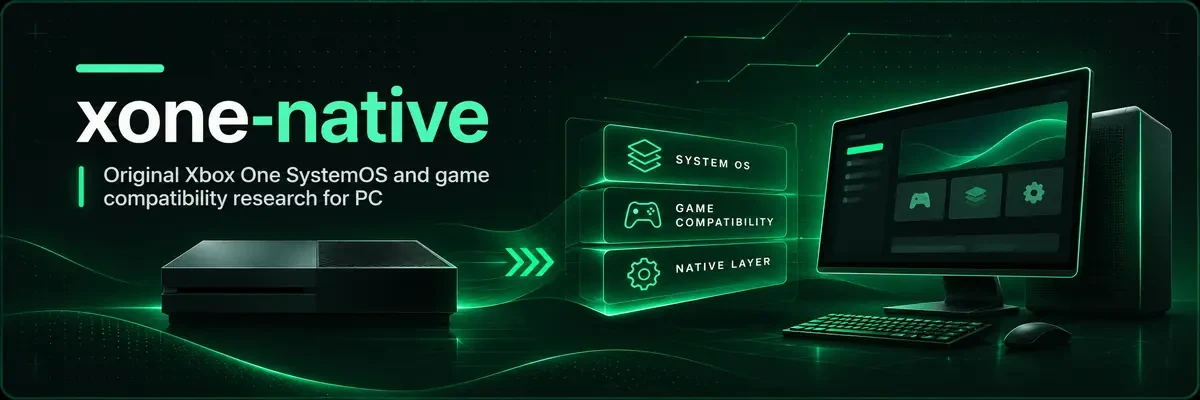 xone-native
Original Xbox One SystemOS and game
compatibility research for PC
SYSTEM OS
GAME
COMPATIBILITY
NATIVE LAYER